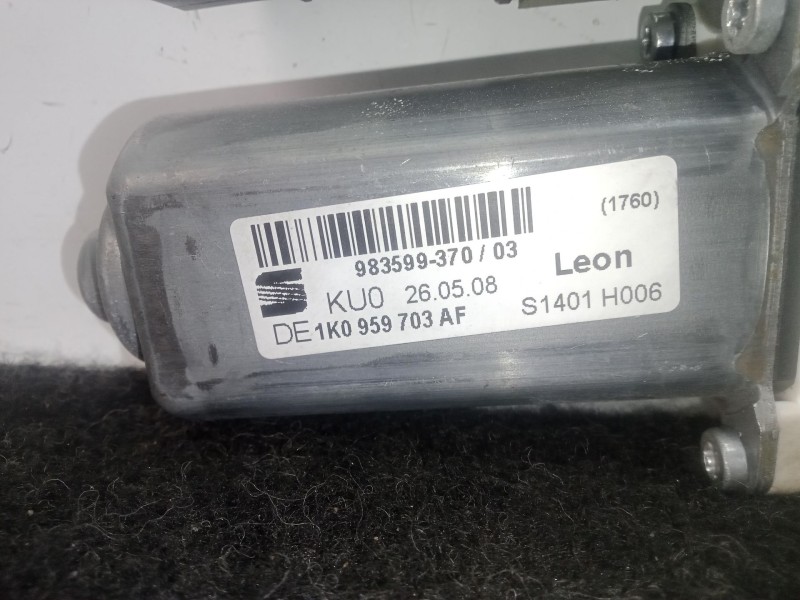 (1760)
983599-370 / 03
Leon
KU0 26.05.08
S1401 H006
DE 1K0 959 703 AF